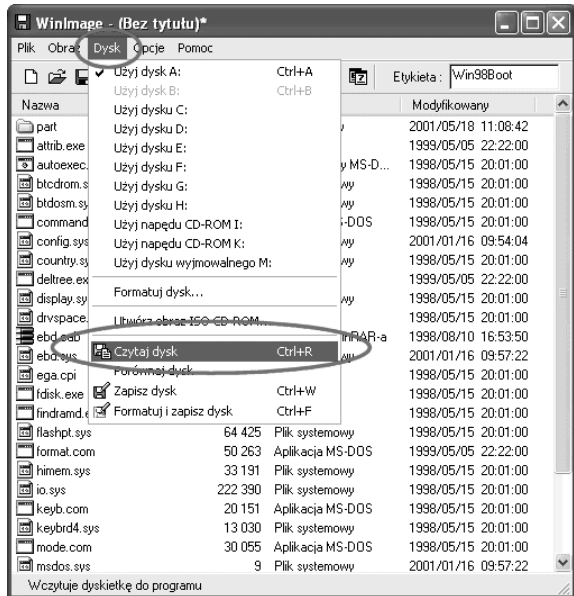 WinImage - (Bez tytułu)*
Plik Obraz Dysk Opcje Pomoc
Etykieta : Win98Boot
Nazwa Modyfikowany
Użyj dysk A: Ctrl+A
Użyj dysk B: Ctrl+B
Użyj dysku C:
Użyj dysku D:
Użyj dysku E:
Użyj dysku F:
Użyj dysku G:
Użyj dysku H:
Użyj napędu CD-ROM I:
Użyj napędu CD-ROM K:
Użyj dysku wyjmowalnego M:
Formatuj dysk...
Utwórz obraz ISO CD-ROM...
Czytaj dysk Ctrl+R
Porównaj dysk
Zapisz dysk Ctrl+W
Formatuj i zapisz dysk Ctrl+F
part 2001/05/18 11:08:42
attrib.exe 1999/05/05 22:22:00
autoexec. y MS-D... 1998/05/15 20:01:00
btcdrom.s wy 1998/05/15 20:01:00
btdosm.sy wy 1998/05/15 20:01:00
command S-DOS 1998/05/15 20:01:00
config.sys wy 2001/01/16 09:54:04
country.sy wy 1998/05/15 20:01:00
deltree.ex 1999/05/05 22:22:00
display.sy wy 1998/05/15 20:01:00
drvspace. 1998/05/15 20:01:00
ebd.cab inRAR-a 1998/08/10 16:53:50
ebd.sys wy 2001/01/16 09:57:22
ega.cpi 1998/05/15 20:01:00
fdisk.exe 1998/05/15 20:01:00
findramd.e 1998/05/15 20:01:00
flashpt.sys 64 425 Plik systemowy 1998/05/15 20:01:00
format.com 50 263 Aplikacja MS-DOS 1999/05/05 22:22:00
himem.sys 33 191 Plik systemowy 1998/05/15 20:01:00
io.sys 222 390 Plik systemowy 1998/05/15 20:01:00
keyb.com 20 151 Aplikacja MS-DOS 1998/05/15 20:01:00
keybrd4.sys 13 030 Plik systemowy 1998/05/15 20:01:00
mode.com 30 055 Aplikacja MS-DOS 1998/05/15 20:01:00
msdos.sys 9 Plik systemowy 2001/01/16 09:57:22
Wczytuje dyskietkę do programu